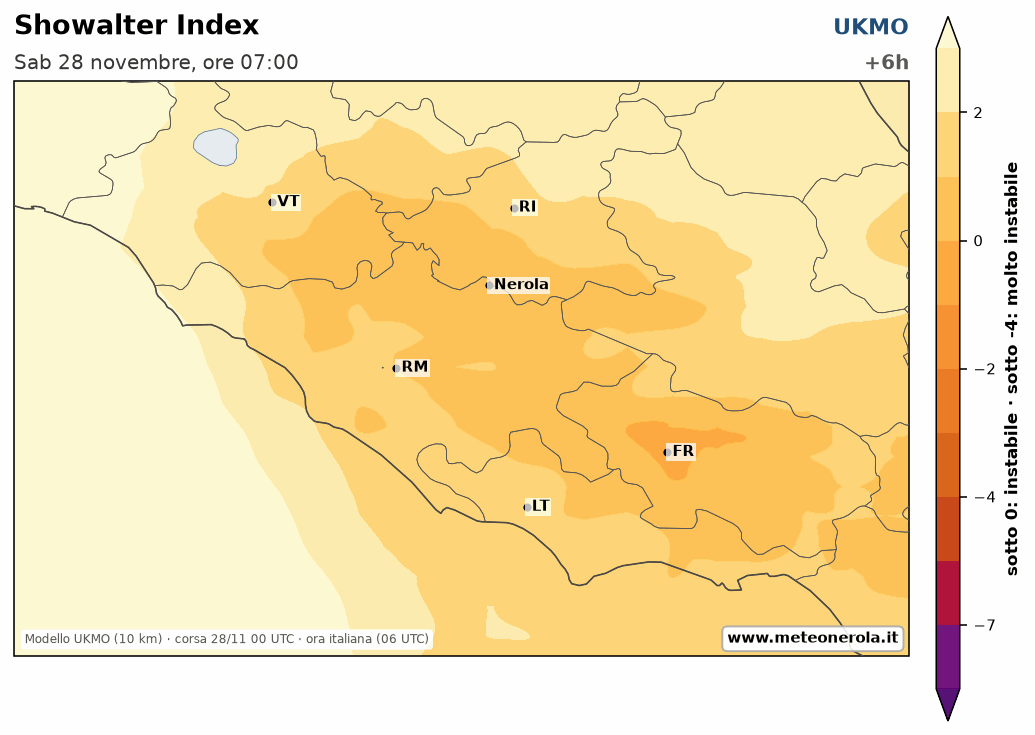 Showalter Index
UKMO
Sab 28 novembre, ore 07:00
+6h
VT
RI
Nerola
RM
FR
LT
Modello UKMO (10 km) · corsa 28/11 00 UTC · ora italiana (06 UTC)
www.meteonerola.it
2
0
−2
−4
−7
sotto 0: instabile · sotto -4: molto instabile